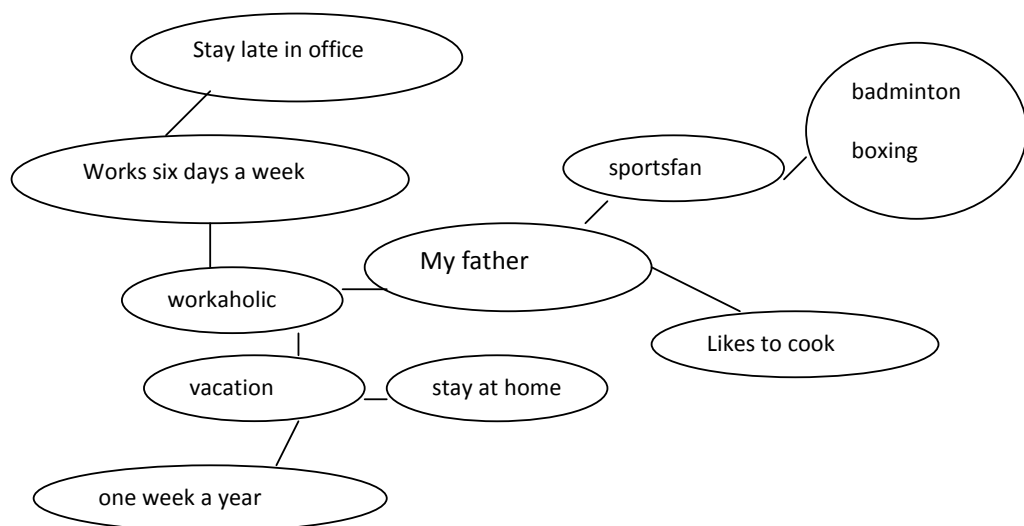 Stay late in office
badminton
boxing
Works six days a week
sportsfan
My father
workaholic
Likes to cook
vacation
stay at home
one week a year